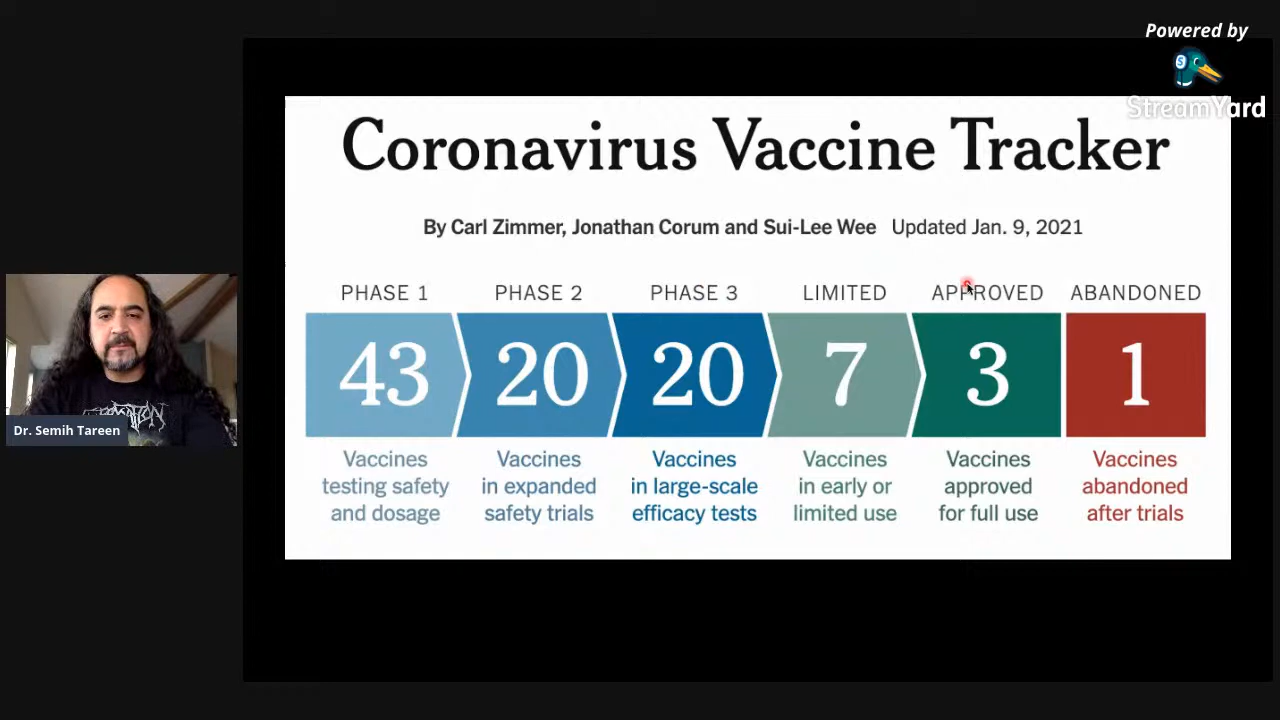 Powered by
StreamYard
Coronavirus Vaccine Tracker
By Carl Zimmer, Jonathan Corum and Sui-Lee Wee Updated Jan. 9, 2021
PHASE 1 PHASE 2 PHASE 3 LIMITED APPROVED ABANDONED
43 20 20 7 3 1
Vaccines testing safety and dosage
Vaccines in expanded safety trials
Vaccines in large-scale efficacy tests
Vaccines in early or limited use
Vaccines approved for full use
Vaccines abandoned after trials
Dr. Semih Tareen